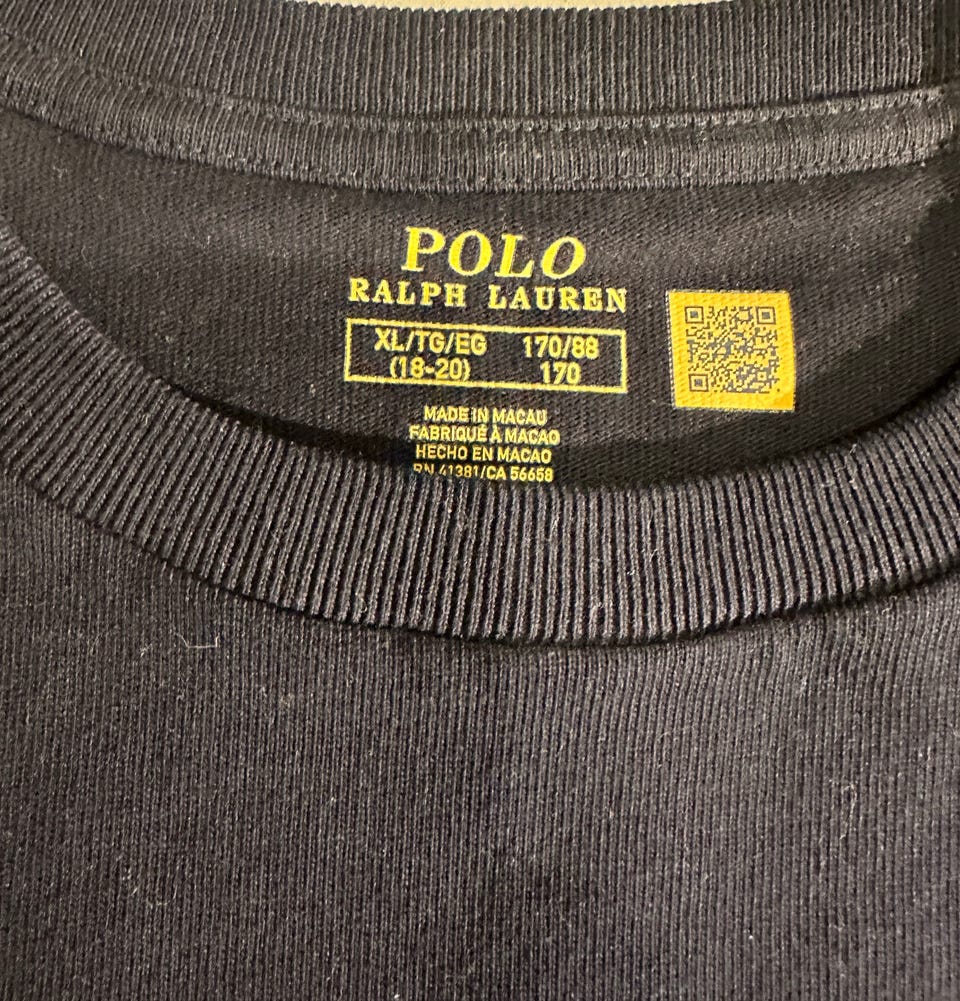 POLO
RALPH LAUREN
XL/TG/EG 170/88
(18-20) 170
MADE IN MACAU
FABRIQUÉ À MACAO
HECHO EN MACAO
RN 41381/CA 56658